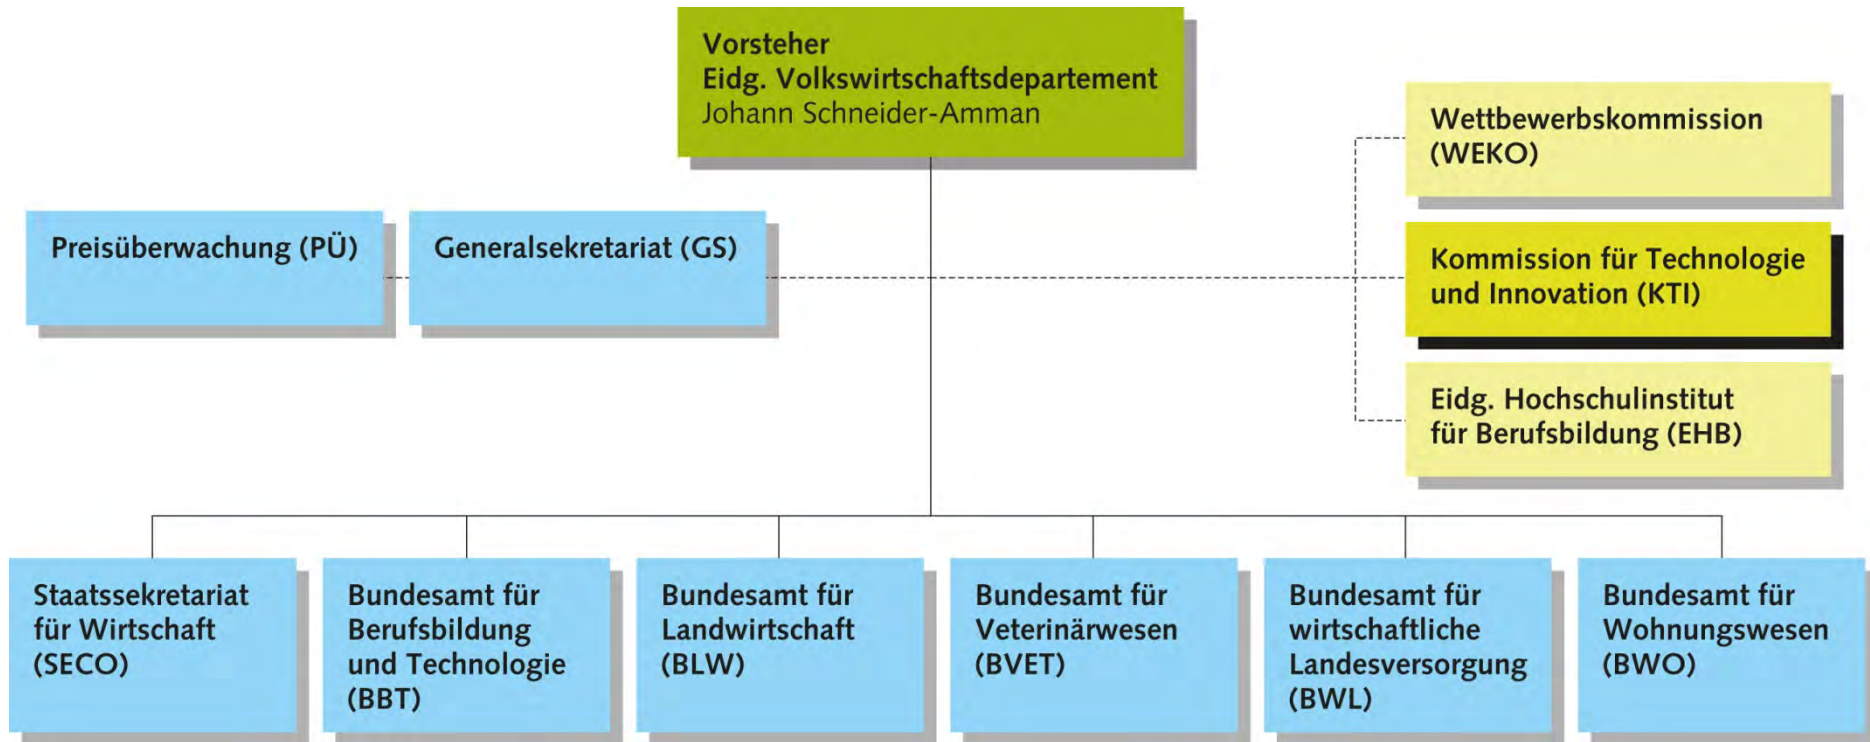 Vorsteher
Eidg. Volkswirtschaftsdepartement
Johann Schneider-Amman
Wettbewerbskommission
(WEKO)
Preisüberwachung (PÜ)
Generalsekretariat (GS)
Kommission für Technologie
und Innovation (KTI)
Eidg. Hochschulinstitut
für Berufsbildung (EHB)
Staatssekretariat
für Wirtschaft
(SECO)
Bundesamt für
Berufsbildung
und Technologie
(BBT)
Bundesamt für
Landwirtschaft
(BLW)
Bundesamt für
Veterinärwesen
(BVET)
Bundesamt für
wirtschaftliche
Landesversorgung
(BWL)
Bundesamt für
Wohnungswesen
(BWO)